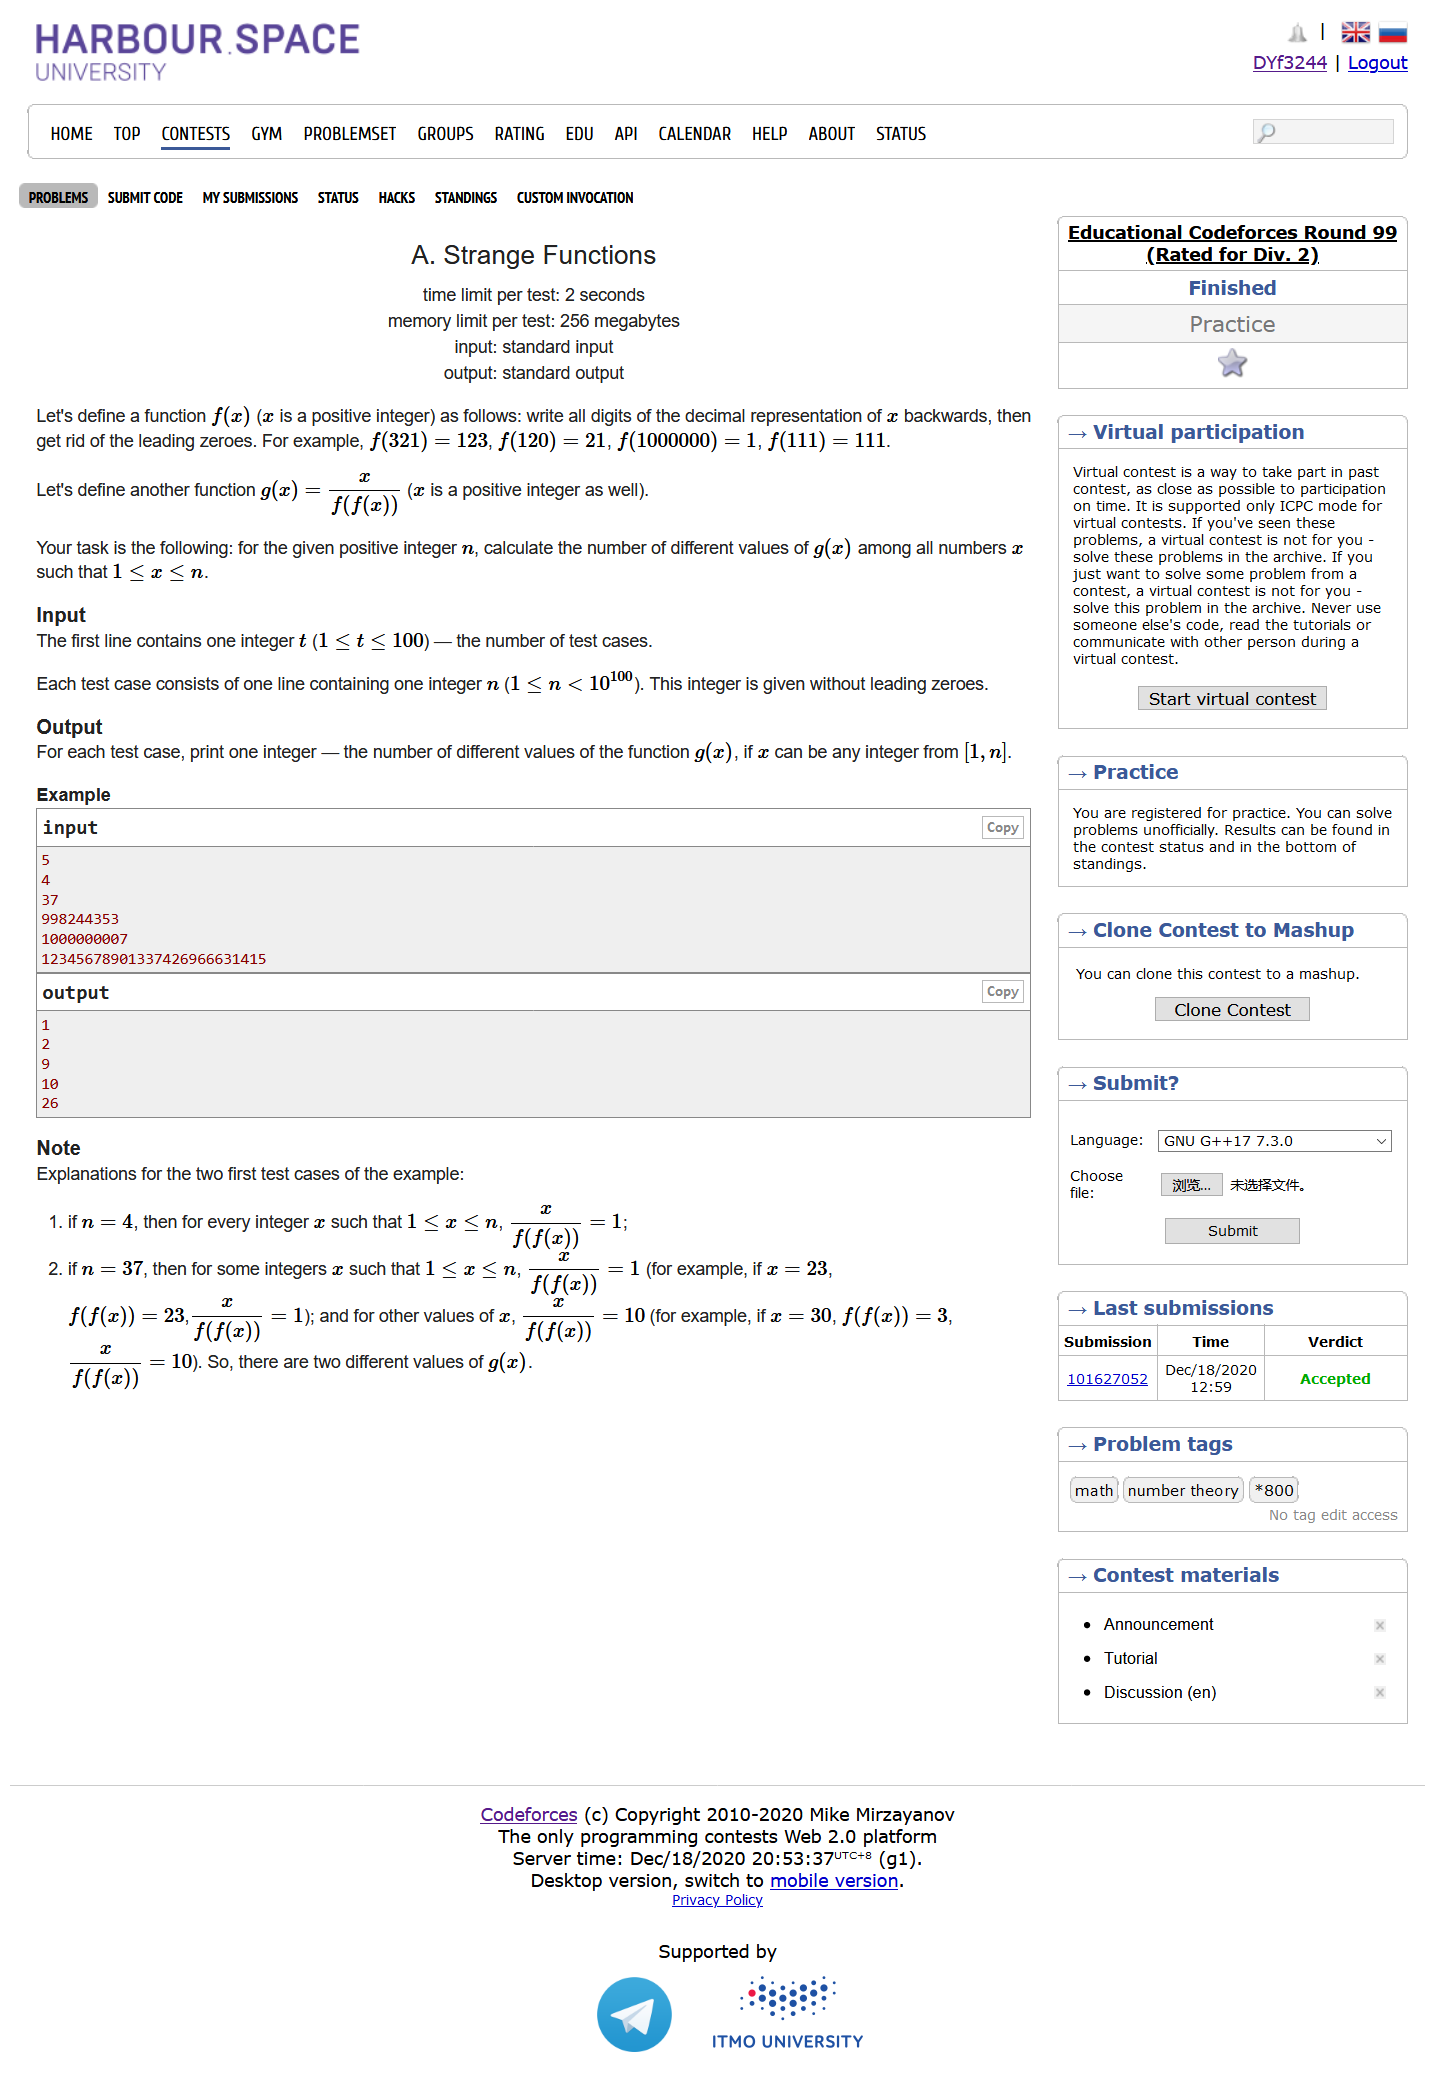 HARBOUR.SPACE
UNIVERSITY
|
DYf3244 | Logout
HOME TOP CONTESTS GYM PROBLEMSET GROUPS RATING EDU API CALENDAR HELP ABOUT STATUS
PROBLEMS SUBMIT CODE MY SUBMISSIONS STATUS HACKS STANDINGS CUSTOM INVOCATION
A. Strange Functions
time limit per test: 2 seconds
memory limit per test: 256 megabytes
input: standard input
output: standard output
Let's define a function f(x) (x is a positive integer) as follows: write all digits of the decimal representation of x backwards, then
get rid of the leading zeroes. For example, f(321) = 123, f(120) = 21, f(1000000) = 1, f(111) = 111.
Let's define another function g(x) = x / f(f(x)) (x is a positive integer as well).
Your task is the following: for the given positive integer n, calculate the number of different values of g(x) among all numbers x
such that 1 ≤ x ≤ n.
Input
The first line contains one integer t (1 ≤ t ≤ 100) — the number of test cases.
Each test case consists of one line containing one integer n (1 ≤ n < 10^100). This integer is given without leading zeroes.
Output
For each test case, print one integer — the number of different values of the function g(x), if x can be any integer from [1, n].
Example
input Copy
5
4
37
998244353
1000000007
12345678901337426966631415
output Copy
1
2
9
10
26
Note
Explanations for the two first test cases of the example:
1. if n = 4, then for every integer x such that 1 ≤ x ≤ n, x / f(f(x)) = 1;
2. if n = 37, then for some integers x such that 1 ≤ x ≤ n, x / f(f(x)) = 1 (for example, if x = 23,
f(f(x)) = 23, x / f(f(x)) = 1); and for other values of x, x / f(f(x)) = 10 (for example, if x = 30, f(f(x)) = 3,
x / f(f(x)) = 10). So, there are two different values of g(x).
Educational Codeforces Round 99
(Rated for Div. 2)
Finished
Practice
→ Virtual participation
Virtual contest is a way to take part in past
contest, as close as possible to participation
on time. It is supported only ICPC mode for
virtual contests. If you've seen these
problems, a virtual contest is not for you -
solve these problems in the archive. If you
just want to solve some problem from a
contest, a virtual contest is not for you -
solve this problem in the archive. Never use
someone else's code, read the tutorials or
communicate with other person during a
virtual contest.
Start virtual contest
→ Practice
You are registered for practice. You can solve
problems unofficially. Results can be found in
the contest status and in the bottom of
standings.
→ Clone Contest to Mashup
You can clone this contest to a mashup.
Clone Contest
→ Submit?
Language: GNU G++17 7.3.0
Choose
file: 浏览... 未选择文件。
Submit
→ Last submissions
Submission Time Verdict
101627052 Dec/18/2020
12:59 Accepted
→ Problem tags
math number theory *800
No tag edit access
→ Contest materials
• Announcement
• Tutorial
• Discussion (en)
Codeforces (c) Copyright 2010-2020 Mike Mirzayanov
The only programming contests Web 2.0 platform
Server time: Dec/18/2020 20:53:37 UTC+8 (g1).
Desktop version, switch to mobile version.
Privacy Policy
Supported by
ITMO UNIVERSITY